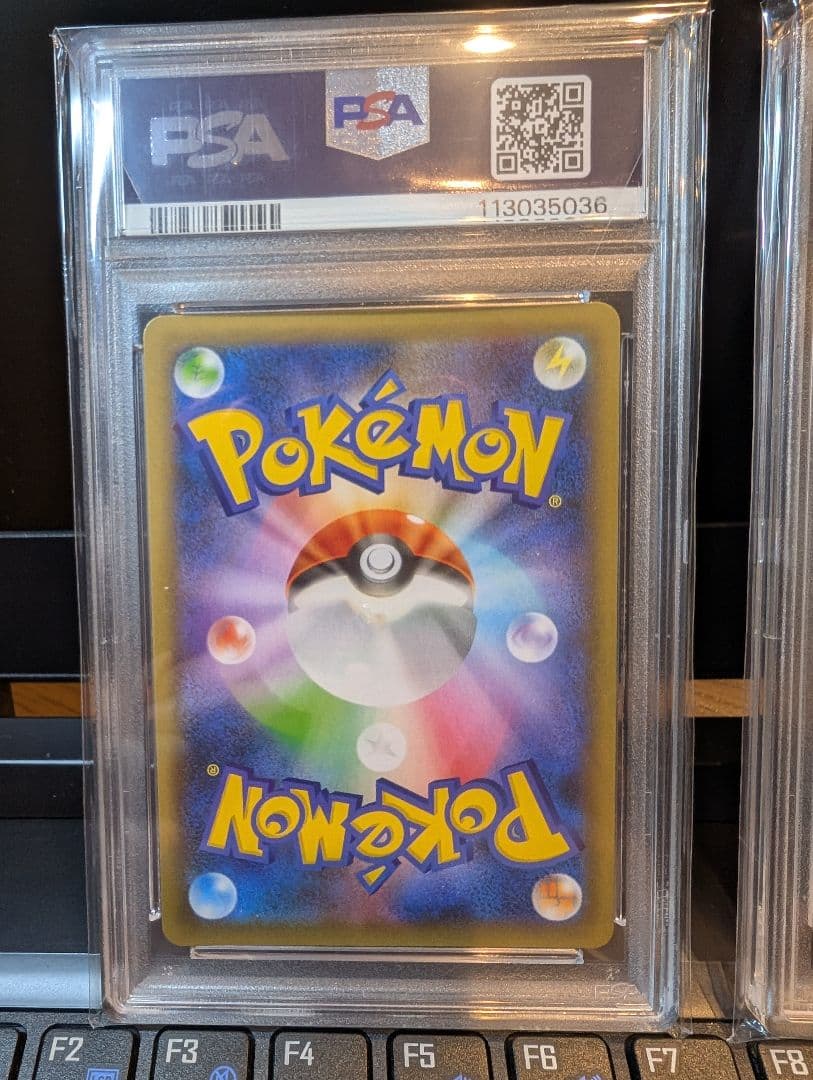 PSA PSA
113035036
POKéMON®
POKéMON®
F2 F3 F4 F5 F6 F7 F8